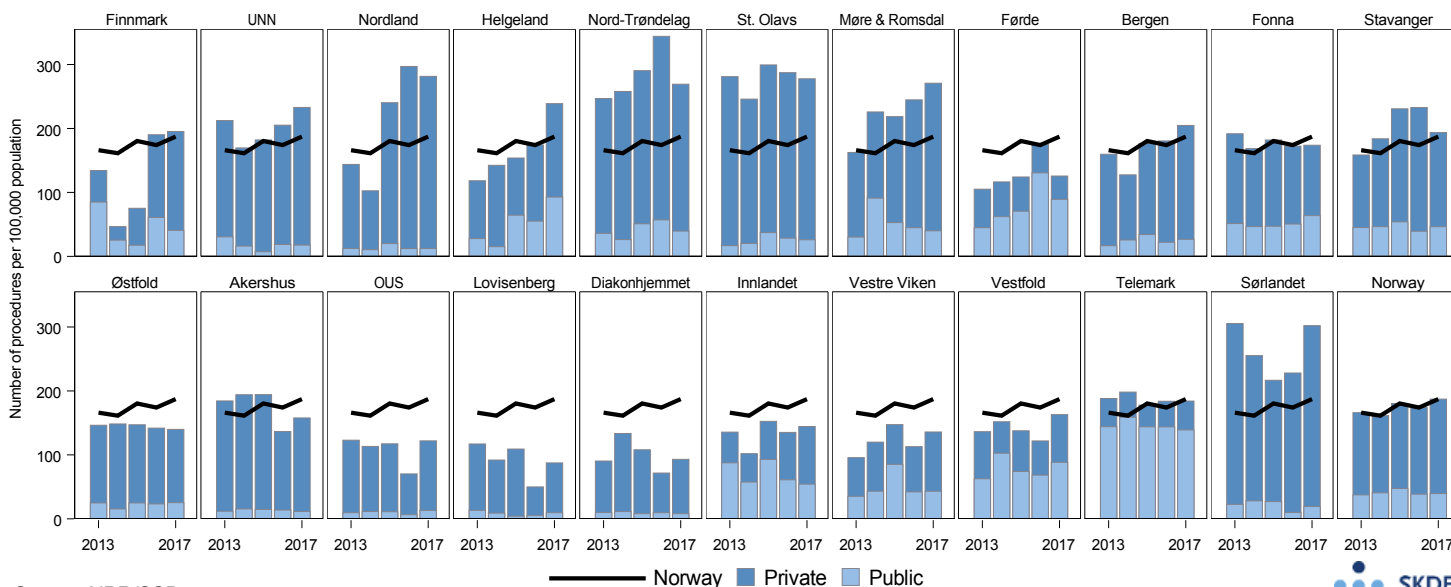 Finnmark UNN Nordland Helgeland Nord-Trøndelag St. Olavs Møre & Romsdal Førde Bergen Fonna Stavanger
Number of procedures per 100,000 population
300
200
100
0
Østfold Akershus OUS Lovisenberg Diakonhjemmet Innlandet Vestre Viken Vestfold Telemark Sørlandet Norway
300
200
100
0
2013 2017 2013 2017 2013 2017 2013 2017 2013 2017 2013 2017 2013 2017 2013 2017 2013 2017 2013 2017 2013 2017
Norway Private Public
SKDE